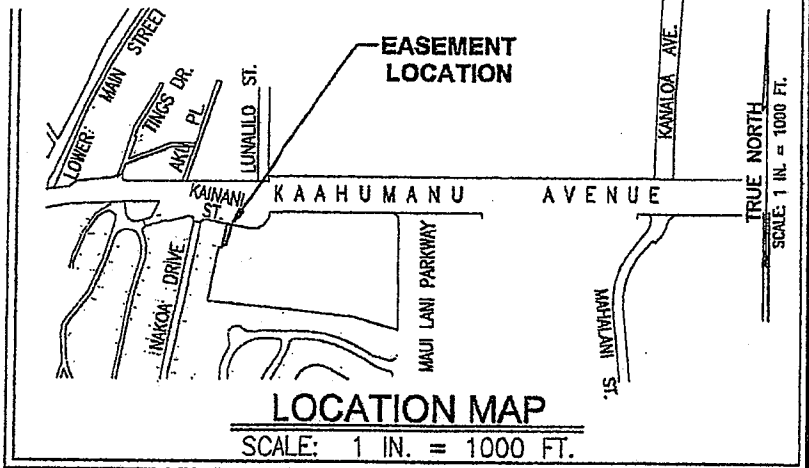 EASEMENT
LOCATION
LOWER MAIN STREET
TINGS DR.
AKU PL.
LUNALILO ST.
KANALOA AVE.
KAINANI
ST.
KAAHUMANU AVENUE
TRUE NORTH
SCALE: 1 IN. = 1000 FT.
INAKOA DRIVE
MAUI LANI PARKWAY
MAHALANI
ST.
LOCATION MAP
SCALE: 1 IN. = 1000 FT.